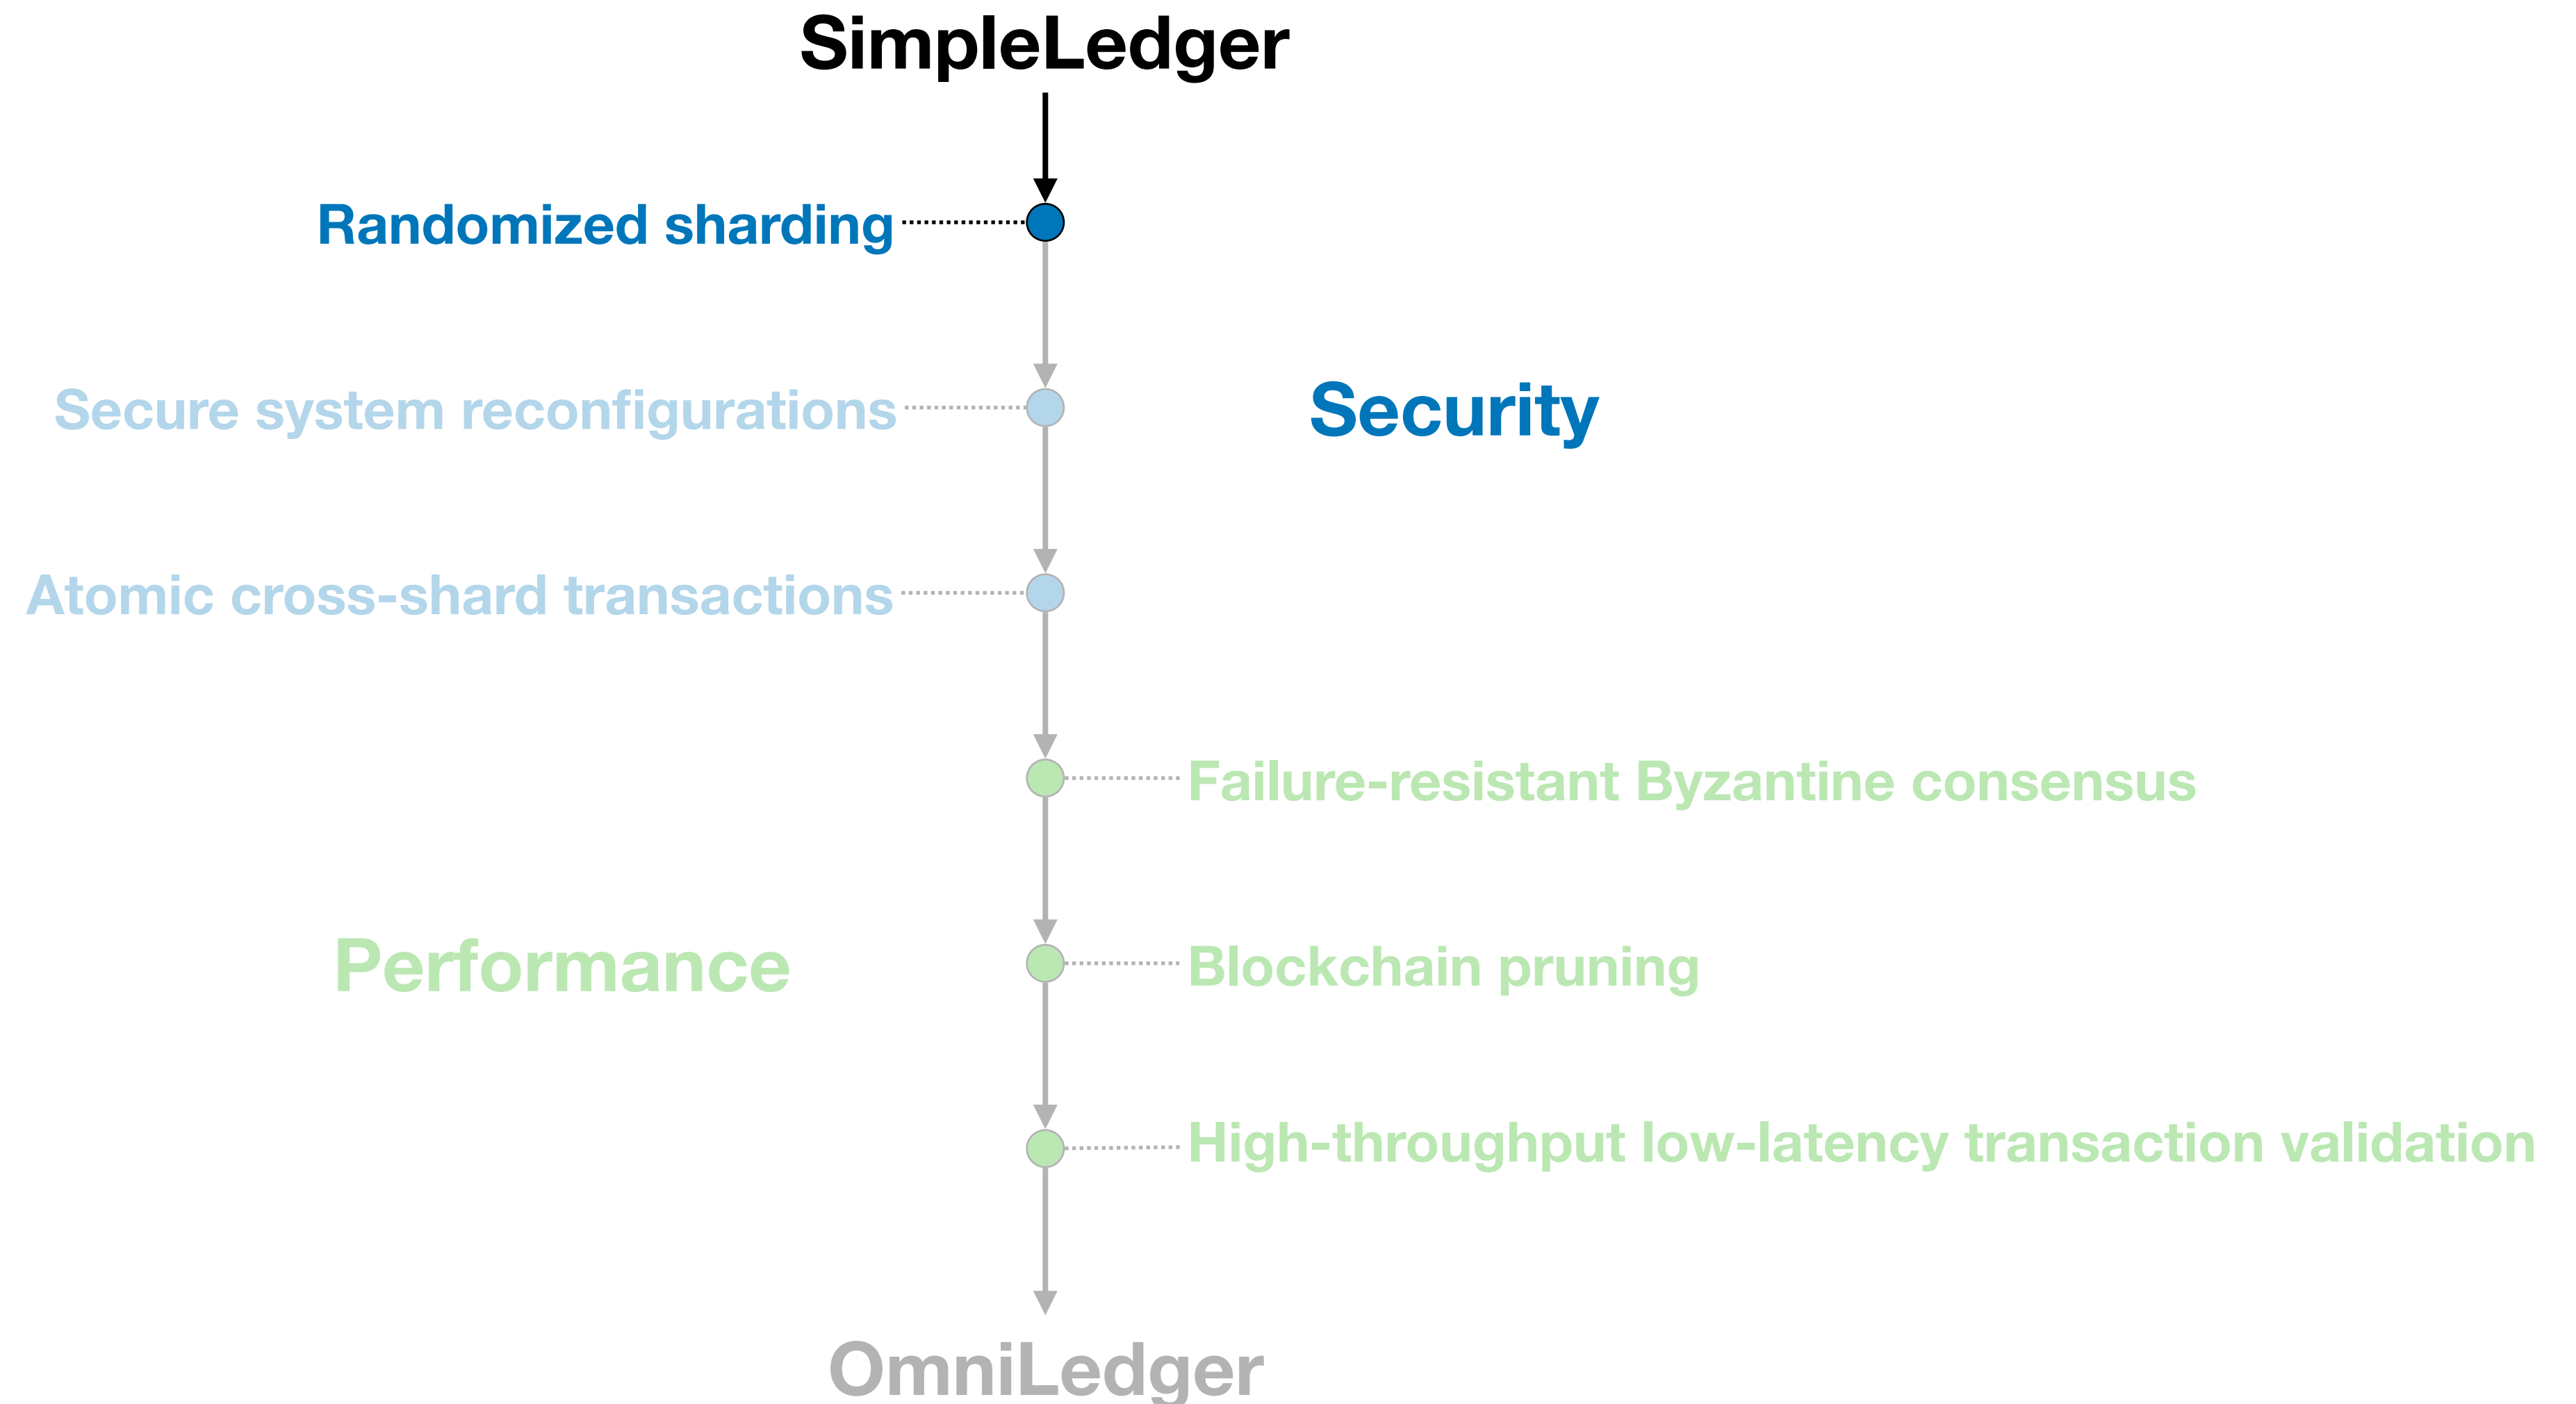 SimpleLedger
Randomized sharding
Secure system reconfigurations
Security
Atomic cross-shard transactions
Failure-resistant Byzantine consensus
Performance
Blockchain pruning
High-throughput low-latency transaction validation
OmniLedger